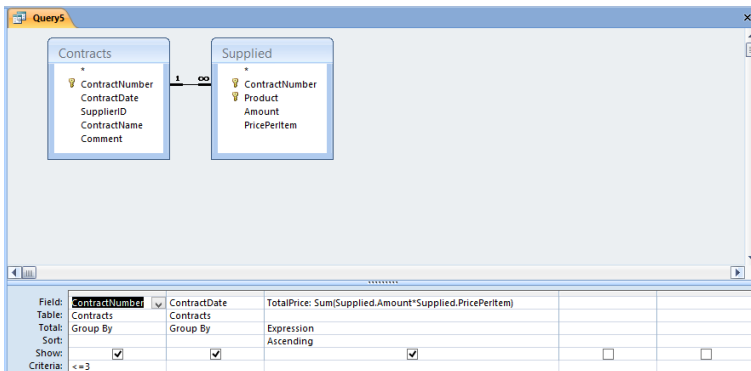 Query5
×
Contracts
*
ContractNumber
ContractDate
SupplierID
ContractName
Comment
1 ∞
Supplied
*
ContractNumber
Product
Amount
PricePerItem
Field: ContractNumber ContractDate TotalPrice: Sum(Supplied.Amount*Supplied.PricePerItem)
Table: Contracts Contracts
Total: Group By Group By Expression
Sort: Ascending
Show:
Criteria: <=3